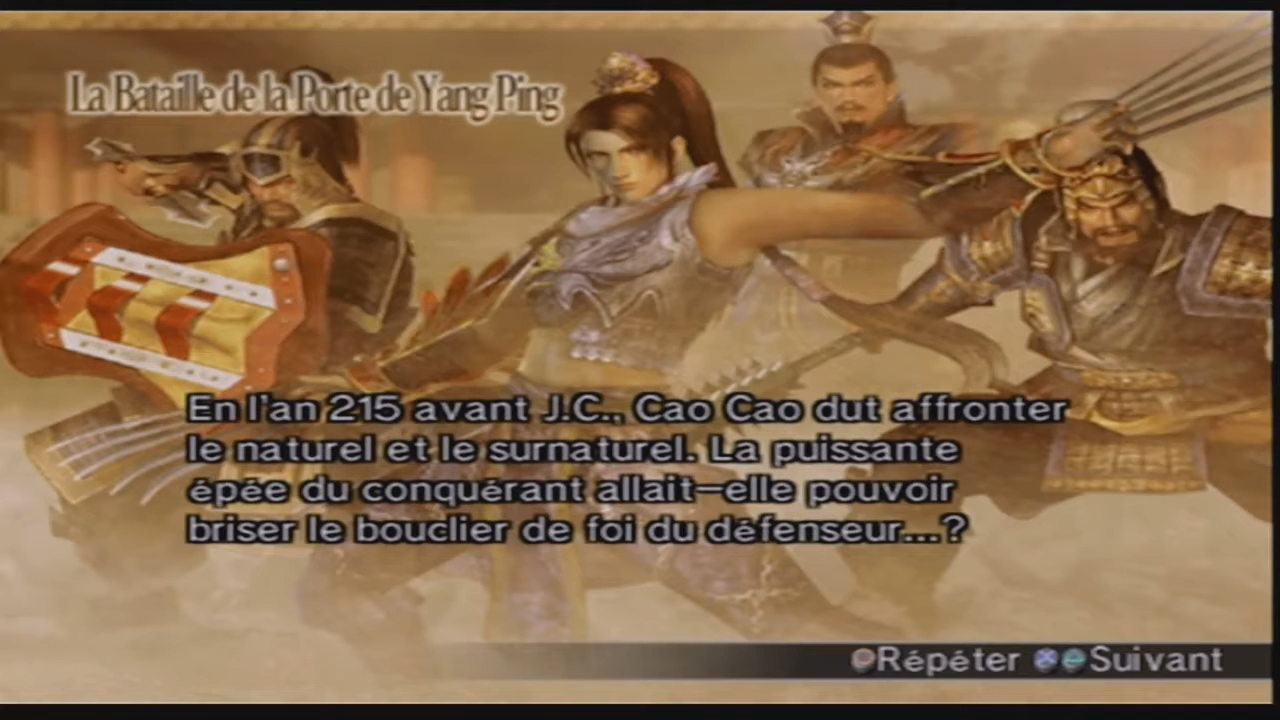 La Bataille de la Porte de Yang Ping
En l'an 215 avant J.C., Cao Cao dut affronter
le naturel et le surnaturel. La puissante
épée du conquérant allait-elle pouvoir
briser le bouclier de foi du défenseur...?
Répéter Suivant